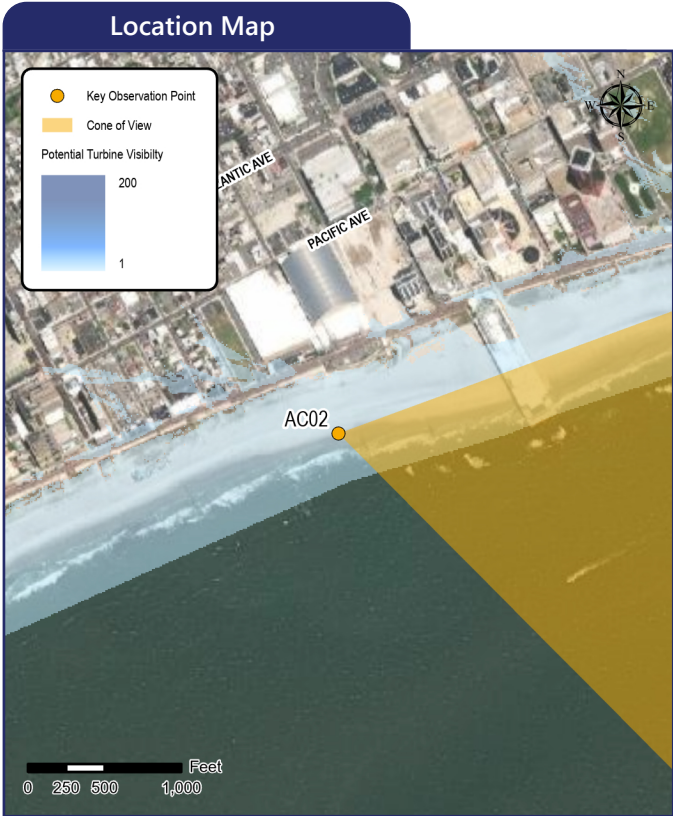 Location Map
Key Observation Point
Cone of View
Potential Turbine Visibilty
200
1
LANTIC AVE
PACIFIC AVE
N
W E
S
AC02
Feet
0 250 500 1,000